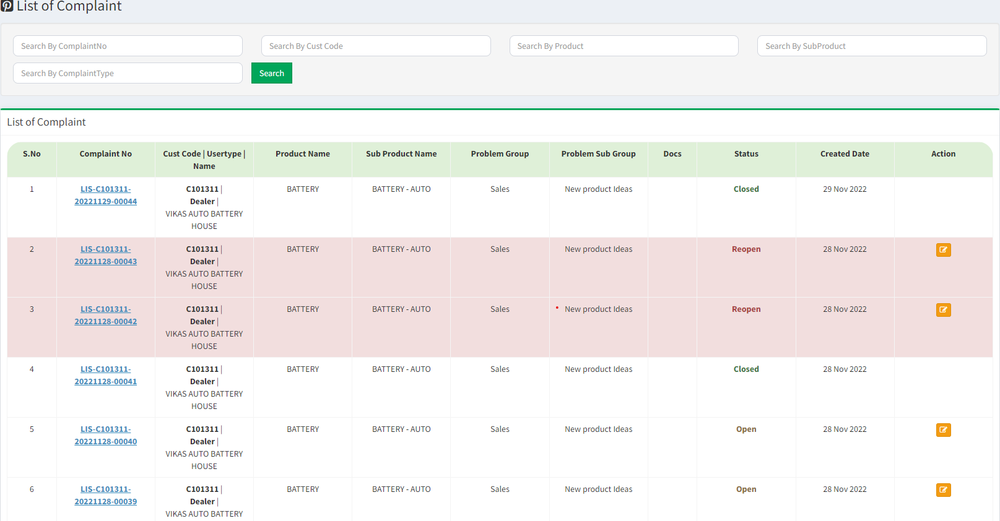 List of Complaint
Search By ComplaintNo Search By Cust Code Search By Product Search By SubProduct
Search By ComplaintType Search
List of Complaint
S.No Complaint No Cust Code | Usertype | Product Name Sub Product Name Problem Group Problem Sub Group Docs Status Created Date Action
Name
1 LIS-C101311- C101311 | BATTERY BATTERY - AUTO Sales New product Ideas Closed 29 Nov 2022
20221129-00044 Dealer |
VIKAS AUTO BATTERY
HOUSE
2 LIS-C101311- C101311 | BATTERY BATTERY - AUTO Sales New product Ideas Reopen 28 Nov 2022
20221128-00043 Dealer |
VIKAS AUTO BATTERY
HOUSE
3 LIS-C101311- C101311 | BATTERY BATTERY - AUTO Sales New product Ideas Reopen 28 Nov 2022
20221128-00042 Dealer |
VIKAS AUTO BATTERY
HOUSE
4 LIS-C101311- C101311 | BATTERY BATTERY - AUTO Sales New product Ideas Closed 28 Nov 2022
20221128-00041 Dealer |
VIKAS AUTO BATTERY
HOUSE
5 LIS-C101311- C101311 | BATTERY BATTERY - AUTO Sales New product Ideas Open 28 Nov 2022
20221128-00040 Dealer |
VIKAS AUTO BATTERY
HOUSE
6 LIS-C101311- C101311 | BATTERY BATTERY - AUTO Sales New product Ideas Open 28 Nov 2022
20221128-00039 Dealer |
VIKAS AUTO BATTERY